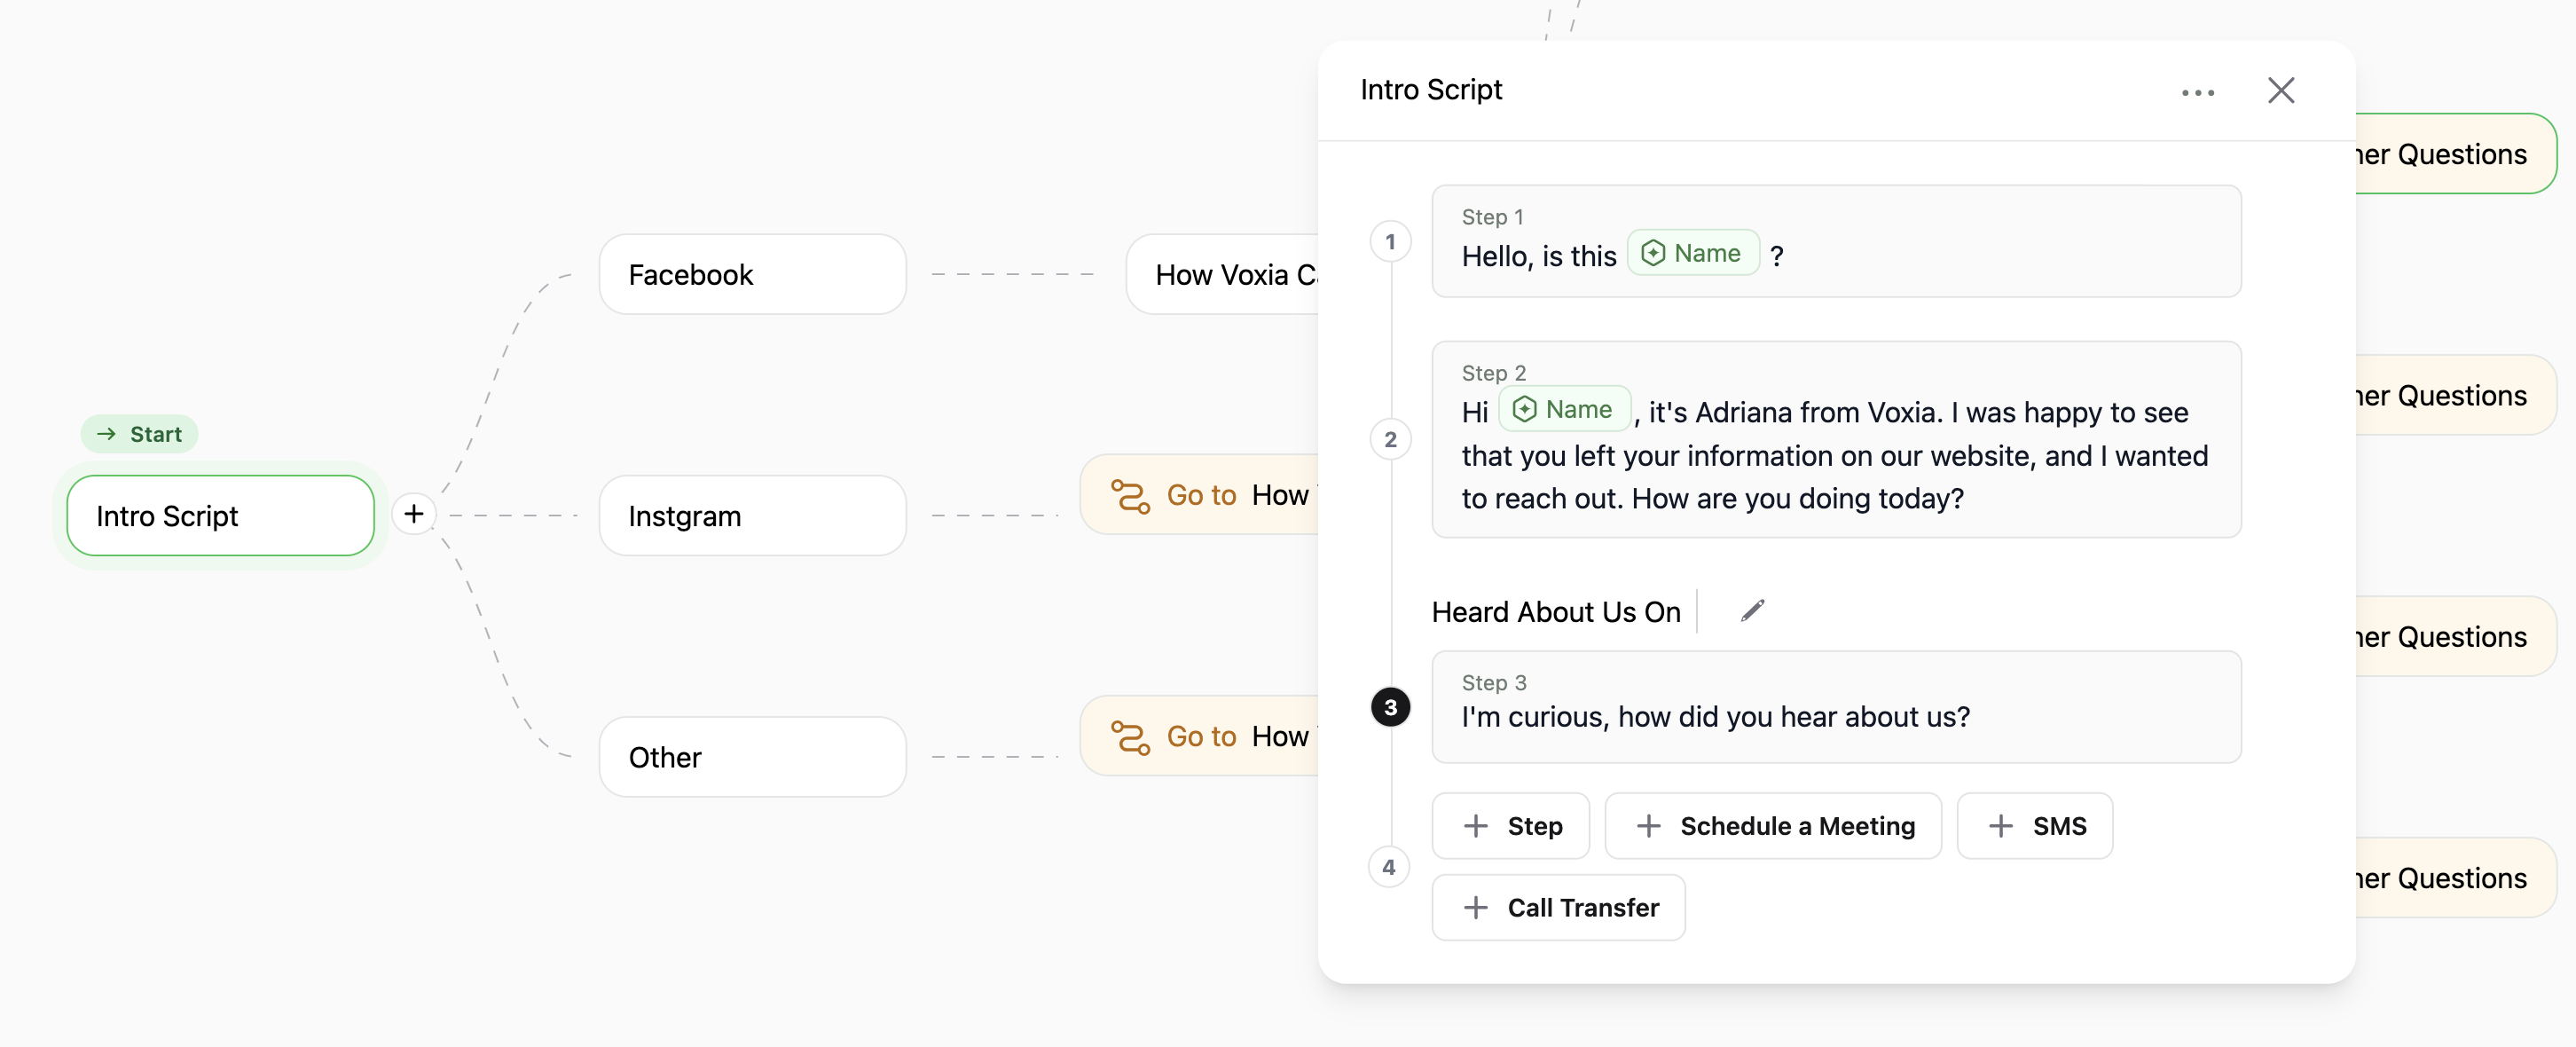 Start
Intro Script
Facebook
Instgram
Other
How Voxia
Go to How
Go to How
Intro Script
1
Step 1
Hello, is this Name ?
2
Step 2
Hi Name , it's Adriana from Voxia. I was happy to see
that you left your information on our website, and I wanted
to reach out. How are you doing today?
Heard About Us On
3
Step 3
I'm curious, how did you hear about us?
4
Step
Schedule a Meeting
SMS
Call Transfer
Questions
Questions
Questions
Questions